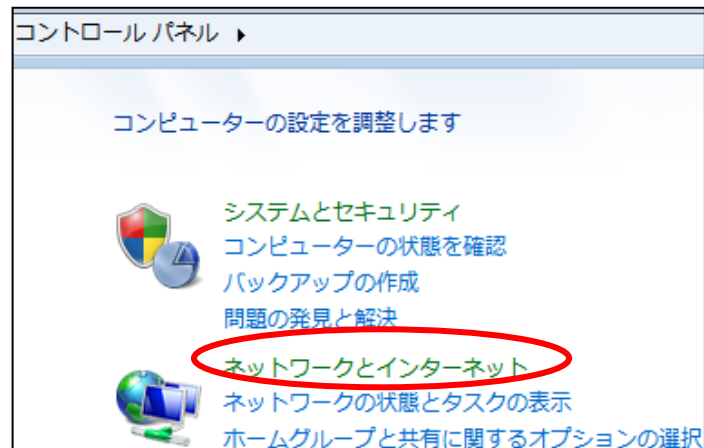 コントロール パネル ▶
コンピューターの設定を調整します
システムとセキュリティ
コンピューターの状態を確認
バックアップの作成
問題の発見と解決
ネットワークとインターネット
ネットワークの状態とタスクの表示
ホームグループと共有に関するオプションの選択